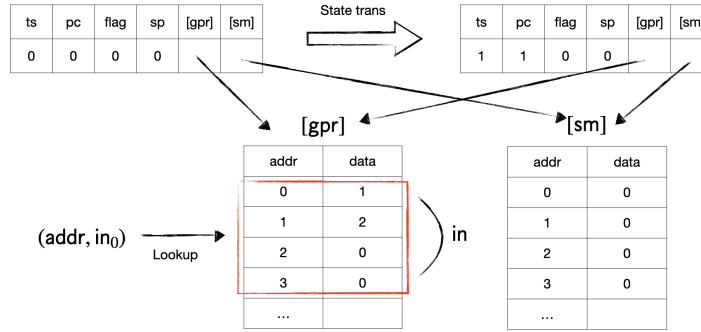 ts pc flag sp [gpr] [sm]
0 0 0 0
State trans
ts pc flag sp [gpr] [sm
1 1 0 0
[gpr]
addr data
0 1
1 2
2 0
3 0
...
(addr, in₀)
Lookup
in
[sm]
addr data
0 0
1 0
2 0
3 0
...